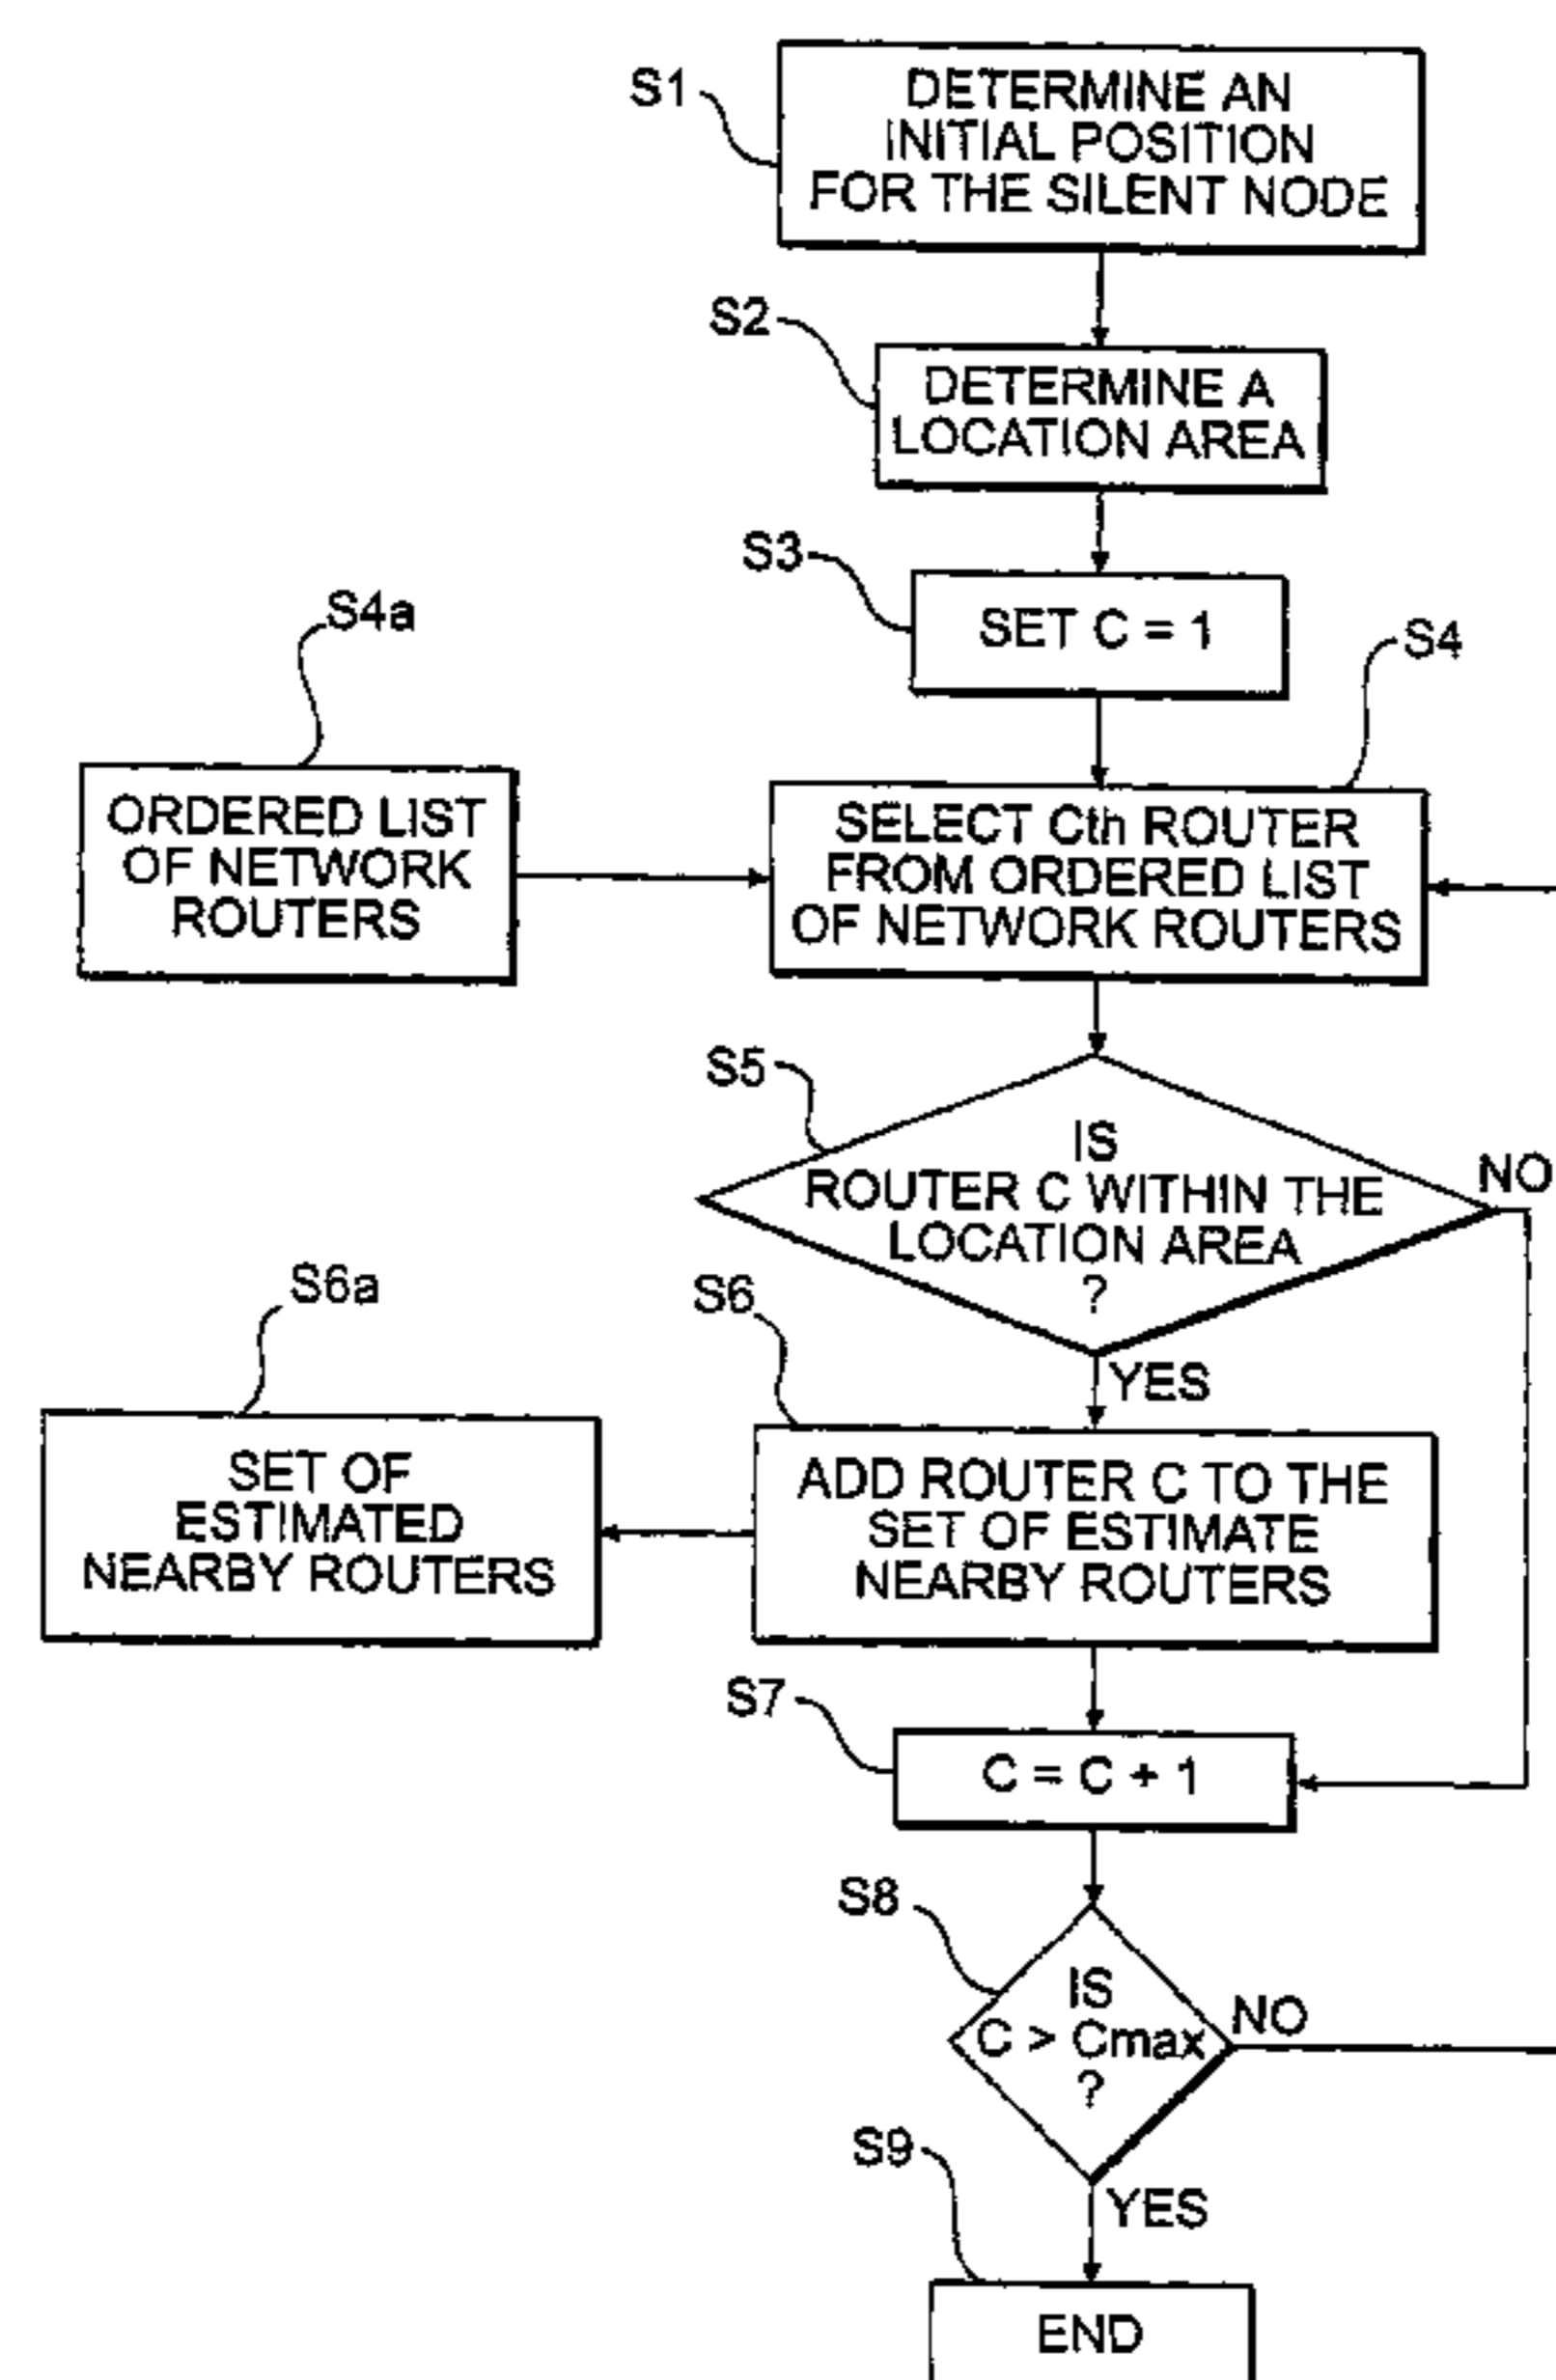 S1
DETERMINE AN
INITIAL POSITION
FOR THE SILENT NODE
S2
DETERMINE A
LOCATION AREA
S3
SET C = 1
S4a
ORDERED LIST
OF NETWORK
ROUTERS
S4
SELECT Cth ROUTER
FROM ORDERED LIST
OF NETWORK ROUTERS
S5
IS
ROUTER C WITHIN THE
LOCATION AREA
?
NO
YES
S6
ADD ROUTER C TO THE
SET OF ESTIMATE
NEARBY ROUTERS
S6a
SET OF
ESTIMATED
NEARBY ROUTERS
S7
C = C + 1
S8
IS
C > Cmax
?
NO
YES
S9
END